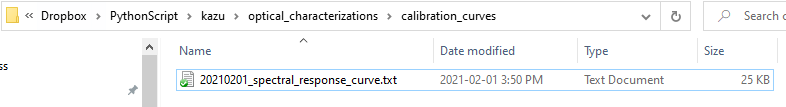 « Dropbox > PythonScript > kazu > optical_characterizations > calibration_curves
Search c
Name Date modified Type Size
ss
20210201_spectral_response_curve.txt 2021-02-01 3:50 PM Text Document 25 KB